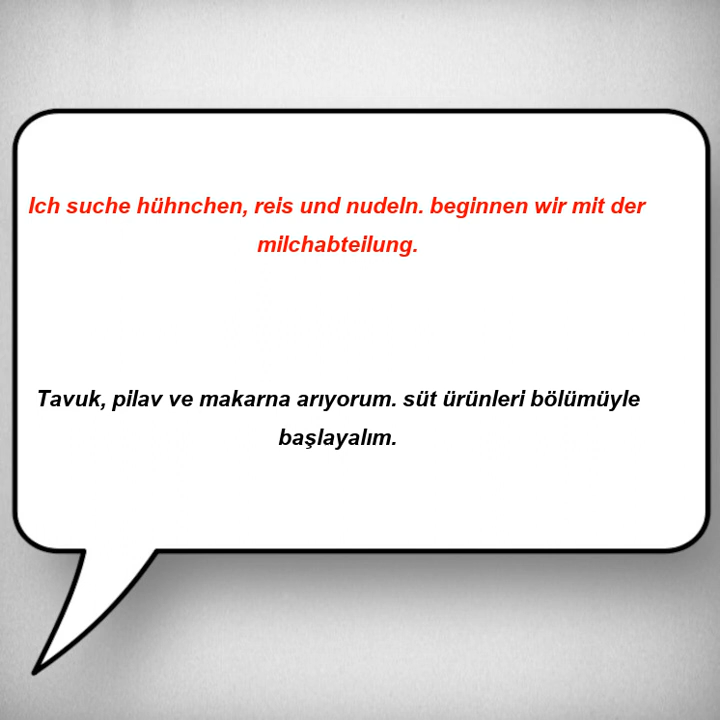 Ich suche hühnchen, reis und nudeln. beginnen wir mit der
milchabteilung.
Tavuk, pilav ve makarna arıyorum. süt ürünleri bölümüyle
başlayalım.